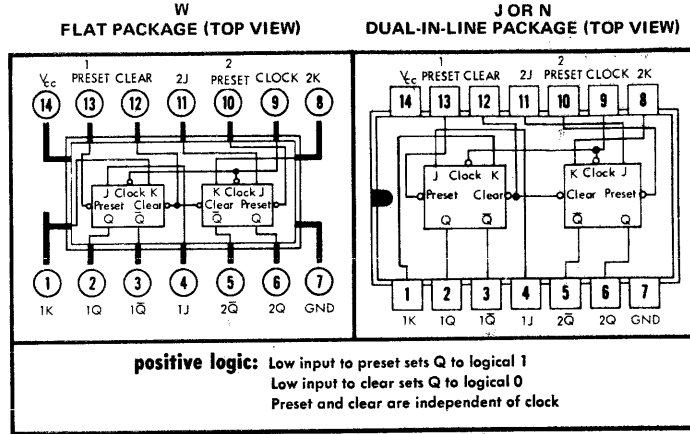 W
FLAT PACKAGE (TOP VIEW)
J OR N
DUAL-IN-LINE PACKAGE (TOP VIEW)
1 2
Vcc PRESET CLEAR 2J PRESET CLOCK 2K
14 13 12 11 10 9 8
J Clock K K Clock J
Preset Clear Clear Preset
Q Q̅ Q̅ Q
1 2 3 4 5 6 7
1K 1Q 1Q̅ 1J 2Q̅ 2Q GND
1 2
Vcc PRESET CLEAR 2J PRESET CLOCK 2K
14 13 12 11 10 9 8
J Clock K K Clock J
Preset Clear Clear Preset
Q Q̅ Q̅ Q
1 2 3 4 5 6 7
1K 1Q 1Q̅ 1J 2Q̅ 2Q GND
positive logic: Low input to preset sets Q to logical 1
Low input to clear sets Q to logical 0
Preset and clear are independent of clock